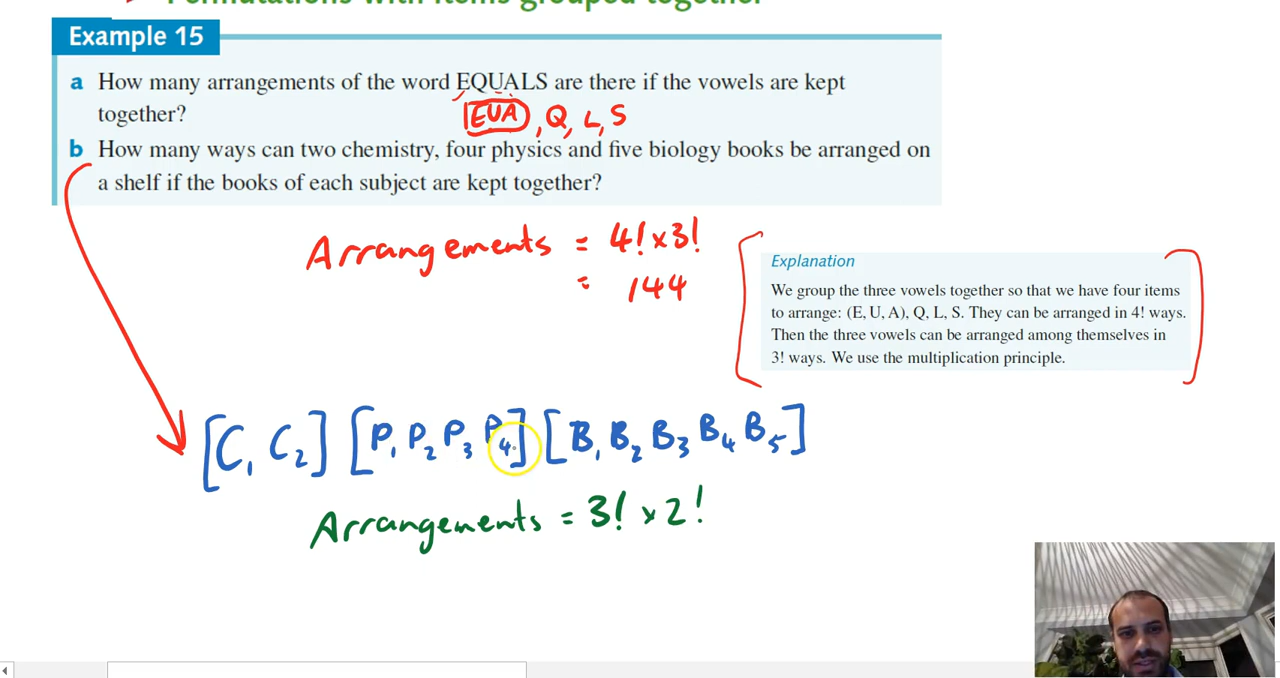 Permutations with items grouped together
Example 15
a How many arrangements of the word EQUALS are there if the vowels are kept
together?
EUA, Q, L, S
b How many ways can two chemistry, four physics and five biology books be arranged on
a shelf if the books of each subject are kept together?
Arrangements = 4! × 3!
= 144
Explanation
We group the three vowels together so that we have four items
to arrange: (E, U, A), Q, L, S. They can be arranged in 4! ways.
Then the three vowels can be arranged among themselves in
3! ways. We use the multiplication principle.
[C₁ C₂] [P₁ P₂ P₃ P₄] [B₁ B₂ B₃ B₄ B₅]
Arrangements = 3! × 2!